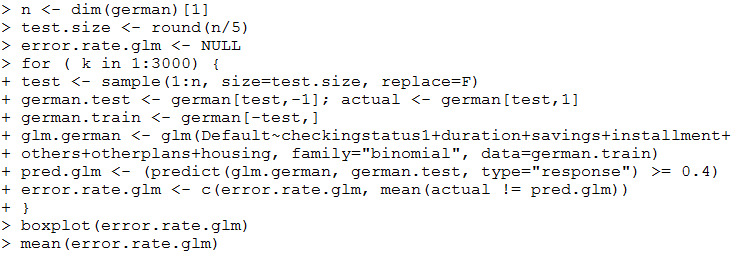 > n <- dim(german)[1]
> test.size <- round(n/5)
> error.rate.glm <- NULL
> for ( k in 1:3000) {
+ test <- sample(1:n, size=test.size, replace=F)
+ german.test <- german[test,-1]; actual <- german[test,1]
+ german.train <- german[-test,]
+ glm.german <- glm(Default~checkingstatus1+duration+savings+installment+
+ others+otherplans+housing, family="binomial", data=german.train)
+ pred.glm <- (predict(glm.german, german.test, type="response") >= 0.4)
+ error.rate.glm <- c(error.rate.glm, mean(actual != pred.glm))
+ }
> boxplot(error.rate.glm)
> mean(error.rate.glm)